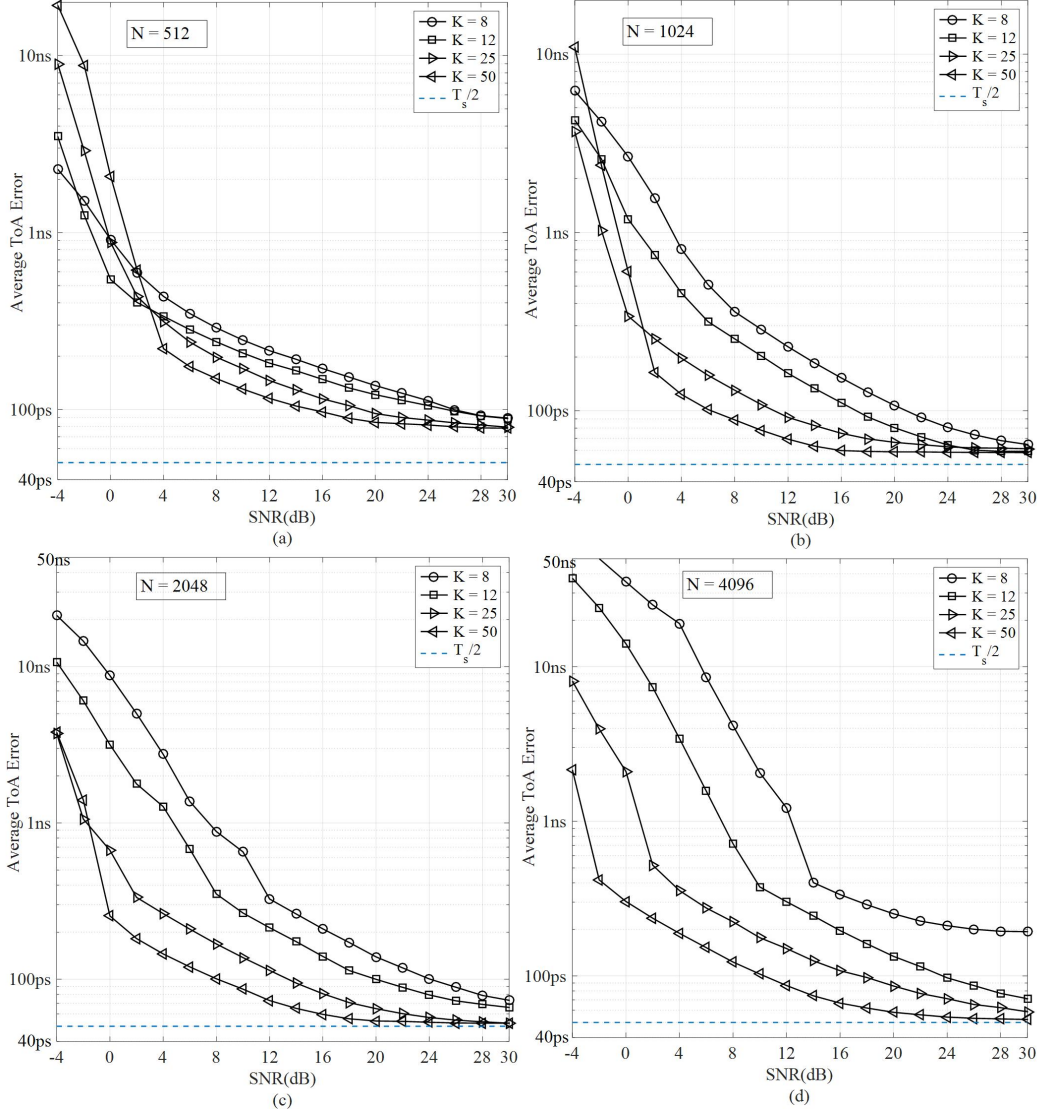 N = 512
K = 8
K = 12
K = 25
K = 50
T_s/2
10ns
1ns
100ps
40ps
Average ToA Error
-4 0 4 8 12 16 20 24 28 30
SNR(dB)
(a)
N = 1024
K = 8
K = 12
K = 25
K = 50
T_s/2
10ns
1ns
100ps
40ps
Average ToA Error
-4 0 4 8 12 16 20 24 28 30
SNR(dB)
(b)
N = 2048
K = 8
K = 12
K = 25
K = 50
T_s/2
50ns
10ns
1ns
100ps
40ps
Average ToA Error
-4 0 4 8 12 16 20 24 28 30
SNR(dB)
(c)
N = 4096
K = 8
K = 12
K = 25
K = 50
T_s/2
50ns
10ns
1ns
100ps
40ps
Average ToA Error
-4 0 4 8 12 16 20 24 28 30
SNR(dB)
(d)